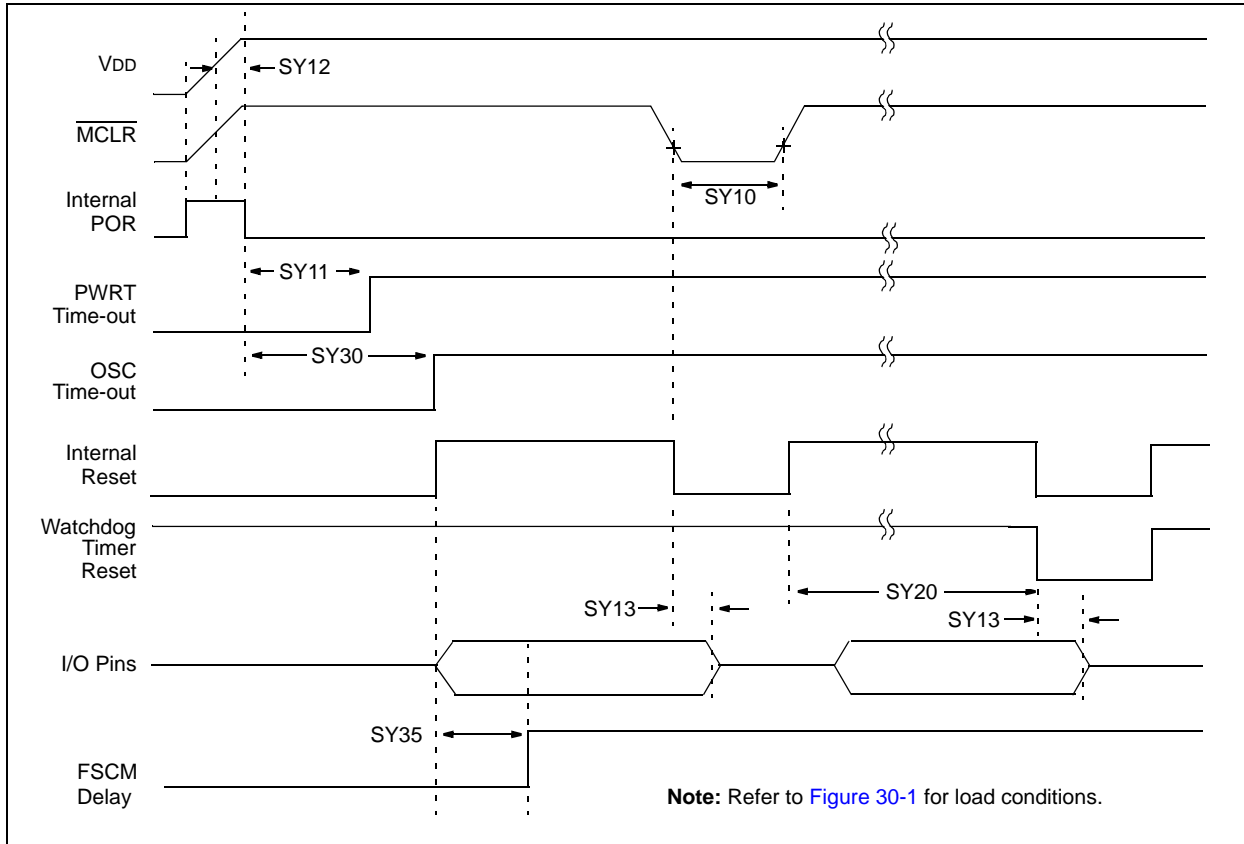 VDD
SY12
MCLR
SY10
Internal
POR
SY11
PWRT
Time-out
SY30
OSC
Time-out
Internal
Reset
Watchdog
Timer
Reset
SY20
SY13
SY13
I/O Pins
SY35
FSCM
Delay
Note: Refer to Figure 30-1 for load conditions.